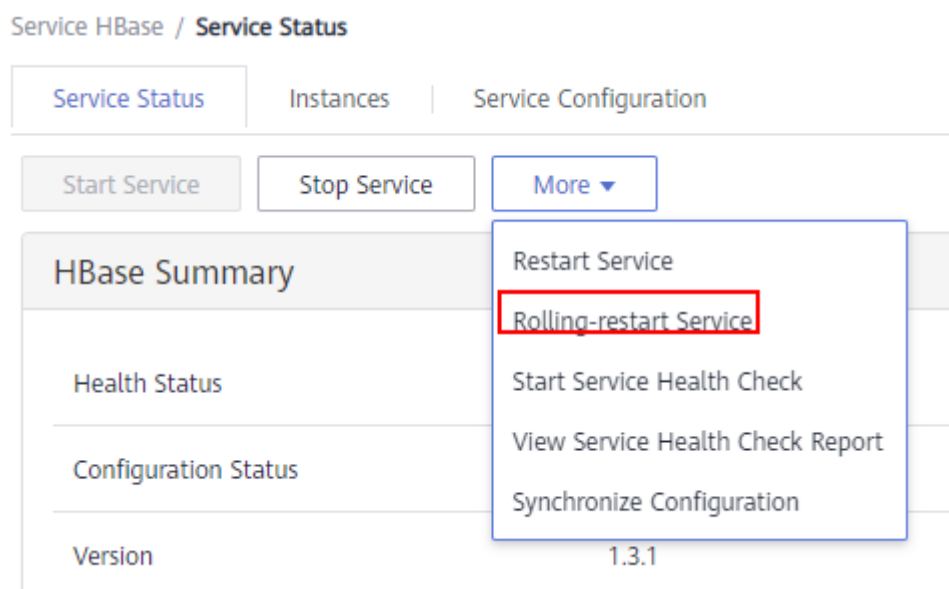 Service HBase / Service Status
Service Status Instances Service Configuration
Start Service Stop Service More
HBase Summary
Restart Service
Rolling-restart Service
Health Status
Start Service Health Check
View Service Health Check Report
Configuration Status
Synchronize Configuration
Version 1.3.1